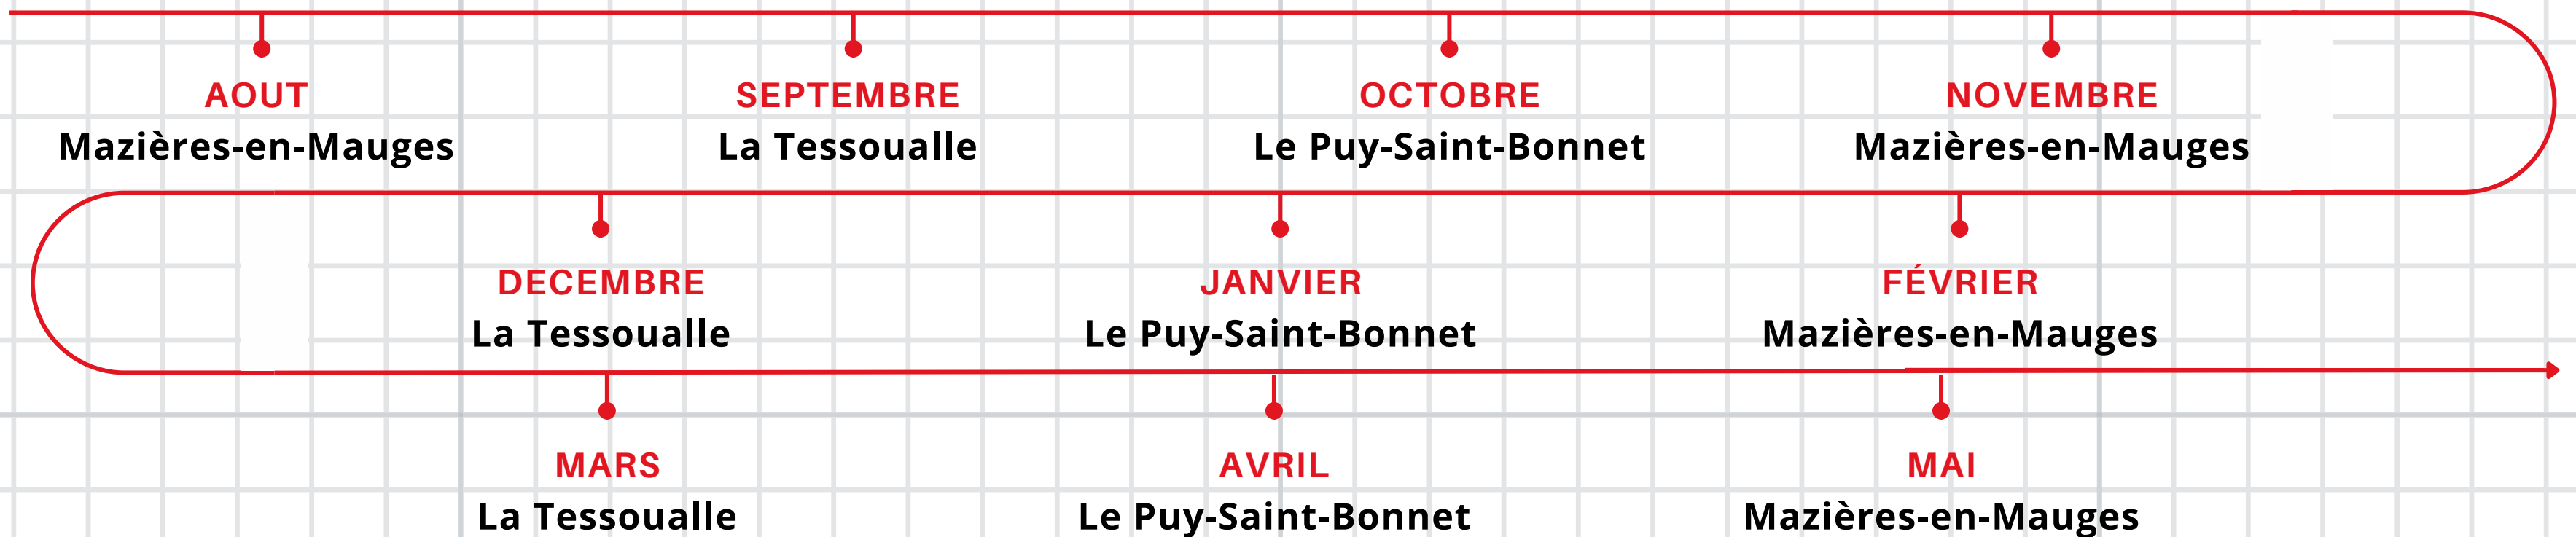 AOUT
Mazières-en-Mauges
SEPTEMBRE
La Tessoualle
OCTOBRE
Le Puy-Saint-Bonnet
NOVEMBRE
Mazières-en-Mauges
DECEMBRE
La Tessoualle
JANVIER
Le Puy-Saint-Bonnet
FÉVRIER
Mazières-en-Mauges
MARS
La Tessoualle
AVRIL
Le Puy-Saint-Bonnet
MAI
Mazières-en-Mauges